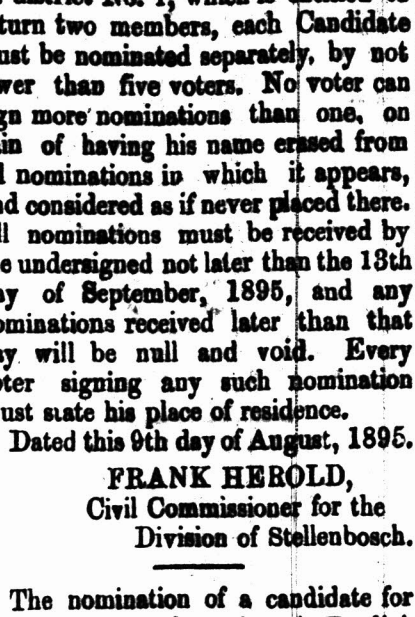 turn two members, each Candidate
ust be nominated separately, by not
wer than five voters. No voter can
gn more nominations than one, on
in of having his name erased from
l nominations in which it appears,
nd considered as if never placed there.
ll nominations must be received by
e undersigned not later than the 13th
ay of September, 1895, and any
ominations received later than that
ay will be null and void. Every
oter signing any such nomination
ust state his place of residence.
Dated this 9th day of August, 1895.
FRANK HEROLD,
Civil Commissioner for the
Division of Stellenbosch.
The nomination of a candidate for